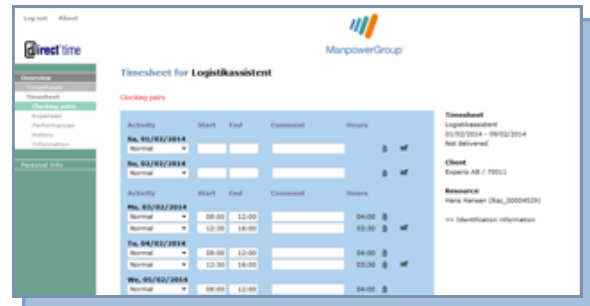 Log out About
direct time
ManpowerGroup
Timesheet for Logistikassistent
Clocking pairs
Overview
Timesheets
Timesheet
Clocking pairs
Expenses
Performances
History
Information
Personal Info
Activity Start End Comment Hours
Sa, 01/02/2014
Normal
Su, 02/02/2014
Normal
Activity Start End Comment Hours
Mo, 03/02/2014
Normal 08:00 12:00 04:00
Normal 12:30 16:00 03:30
Tu, 04/02/2014
Normal 08:00 12:00 04:00
Normal 12:30 16:00 03:30
We, 05/02/2014
Normal 08:00 12:00 04:00
Timesheet
Logistikassistent
01/02/2014 - 09/02/2014
Not delivered
Client
Experis AB / 70011
Resource
Hans Hansen (Rac_00004529)
>> Identification information